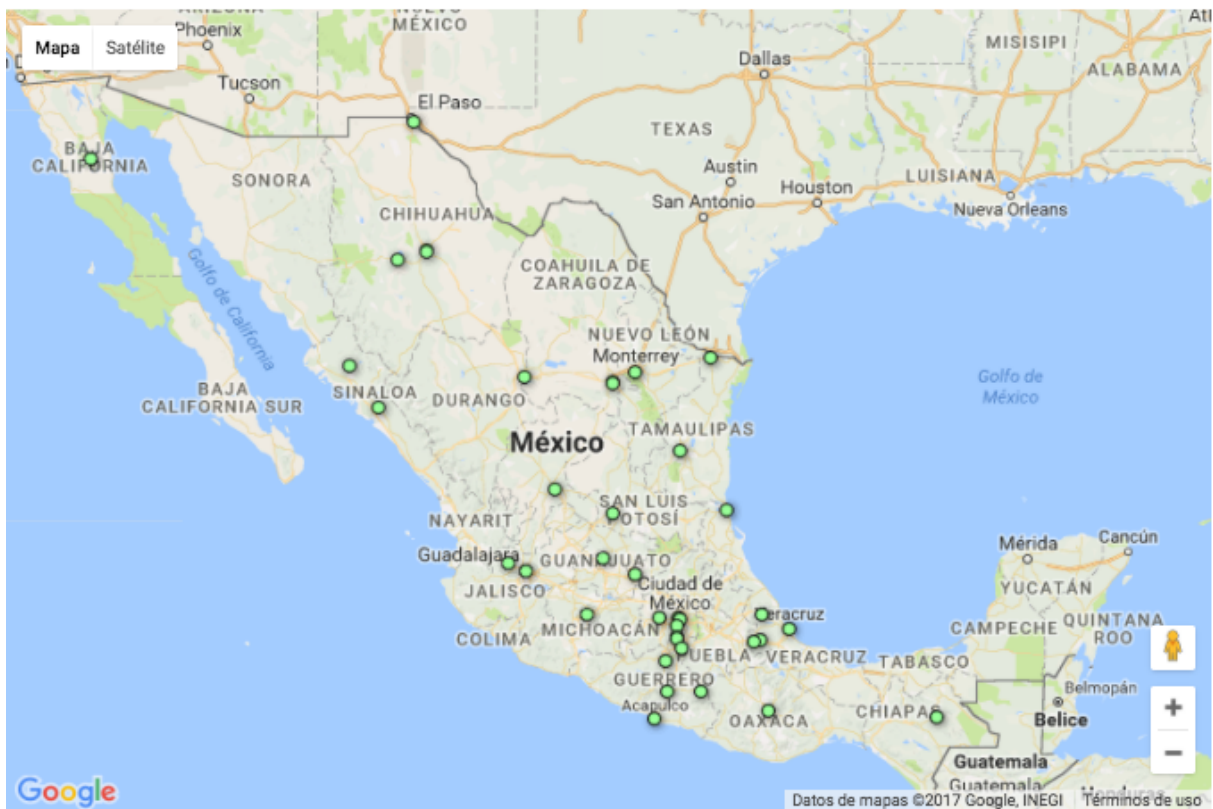 ARIZONA
NUEVO
MÉXICO
Atl
Phoenix
Mapa
Satélite
MISISIPI
Dallas
ALABAMA
Tucson
El Paso
TEXAS
BAJA
CALIFORNIA
SONORA
Austin
LUISIANA
Houston
San Antonio
Nueva Orleans
CHIHUAHUA
COAHUILA DE
ZARAGOZA
Golfo de California
NUEVO LEÓN
Monterrey
Golfo de
México
BAJA
CALIFORNIA SUR
SINALOA
DURANGO
TAMAULIPAS
México
SAN LUIS
POTOSÍ
NAYARIT
Mérida
Cancún
Guadalajara
GUANAJUATO
YUCATÁN
JALISCO
Ciudad de
México
Veracruz
QUINTANA
ROO
CAMPECHE
COLIMA
MICHOACÁN
PUEBLA
VERACRUZ
TABASCO
GUERRERO
Belmopán
Acapulco
OAXACA
CHIAPAS
Belice
+
−
Guatemala
Guatemala
Honduras
Google
Datos de mapas ©2017 Google, INEGI
Términos de uso